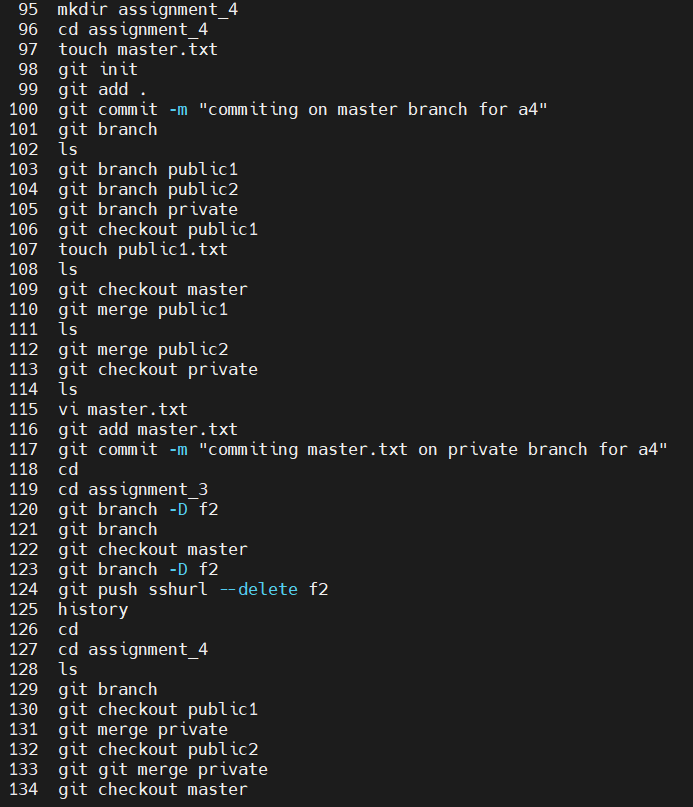 95 mkdir assignment_4
96 cd assignment_4
97 touch master.txt
98 git init
99 git add .
100 git commit -m "commiting on master branch for a4"
101 git branch
102 ls
103 git branch public1
104 git branch public2
105 git branch private
106 git checkout public1
107 touch public1.txt
108 ls
109 git checkout master
110 git merge public1
111 ls
112 git merge public2
113 git checkout private
114 ls
115 vi master.txt
116 git add master.txt
117 git commit -m "commiting master.txt on private branch for a4"
118 cd
119 cd assignment_3
120 git branch -D f2
121 git branch
122 git checkout master
123 git branch -D f2
124 git push sshurl --delete f2
125 history
126 cd
127 cd assignment_4
128 ls
129 git branch
130 git checkout public1
131 git merge private
132 git checkout public2
133 git git merge private
134 git checkout master